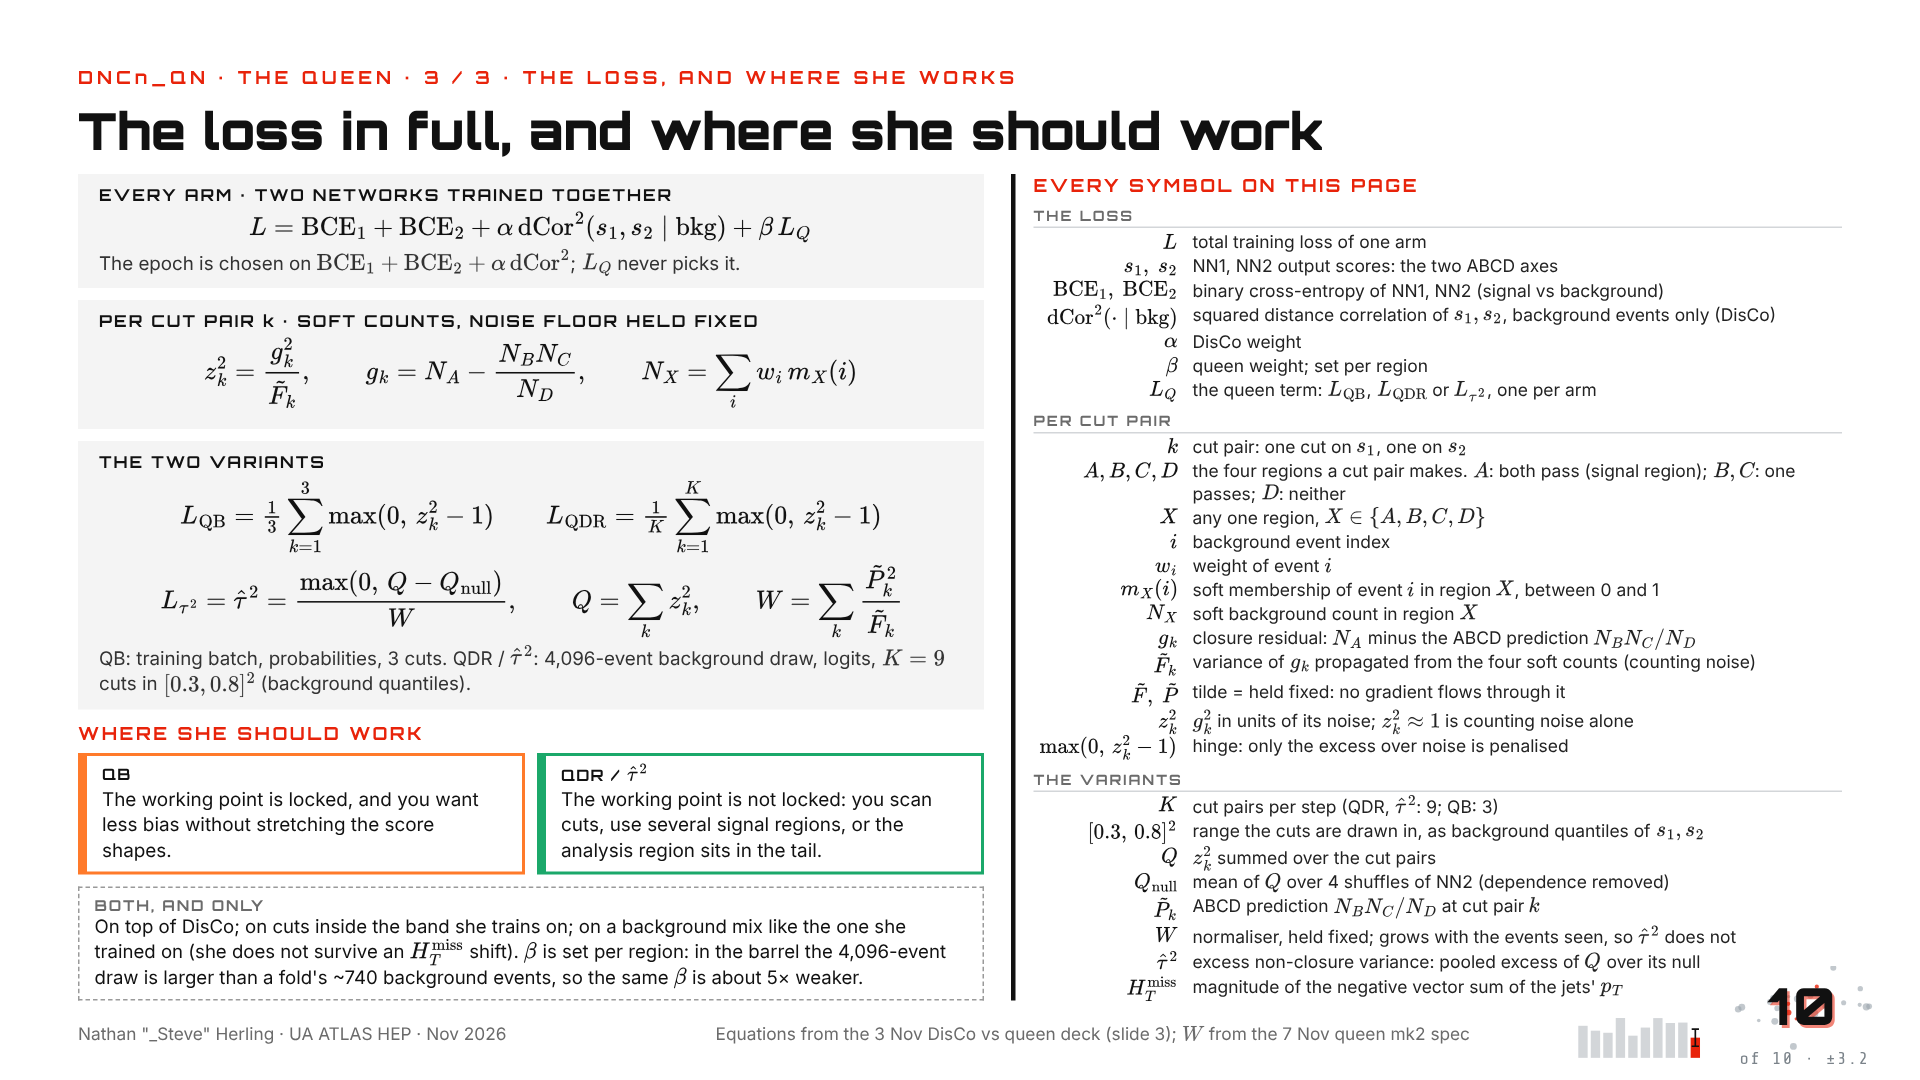 DNCn_QN · THE QUEEN · 3 / 3 · THE LOSS, AND WHERE SHE WORKS
The loss in full, and where she should work
EVERY ARM · TWO NETWORKS TRAINED TOGETHER
L = BCE₁ + BCE₂ + α dCor²(s₁, s₂ | bkg) + β L_Q
The epoch is chosen on BCE₁ + BCE₂ + α dCor²; L_Q never picks it.
PER CUT PAIR k · SOFT COUNTS, NOISE FLOOR HELD FIXED
z_k² = g_k² / F̃_k, g_k = N_A − N_B N_C / N_D, N_X = ∑_i w_i m_X(i)
THE TWO VARIANTS
L_QB = 1/3 ∑_{k=1}^{3} max(0, z_k² − 1) L_QDR = 1/K ∑_{k=1}^{K} max(0, z_k² − 1)
L_τ² = τ̂² = max(0, Q − Q_null) / W, Q = ∑_k z_k², W = ∑_k P̃_k² / F̃_k
QB: training batch, probabilities, 3 cuts. QDR / τ̂²: 4,096-event background draw, logits, K = 9
cuts in [0.3, 0.8]² (background quantiles).
WHERE SHE SHOULD WORK
QB
The working point is locked, and you want
less bias without stretching the score
shapes.
QDR / τ̂²
The working point is not locked: you scan
cuts, use several signal regions, or the
analysis region sits in the tail.
BOTH, AND ONLY
On top of DisCo; on cuts inside the band she trains on; on a background mix like the one she
trained on (she does not survive an H_T^miss shift). β is set per region: in the barrel the 4,096-event
draw is larger than a fold's ~740 background events, so the same β is about 5× weaker.
EVERY SYMBOL ON THIS PAGE
THE LOSS
L total training loss of one arm
s₁, s₂ NN1, NN2 output scores: the two ABCD axes
BCE₁, BCE₂ binary cross-entropy of NN1, NN2 (signal vs background)
dCor²(· | bkg) squared distance correlation of s₁, s₂, background events only (DisCo)
α DisCo weight
β queen weight; set per region
L_Q the queen term: L_QB, L_QDR or L_τ², one per arm
PER CUT PAIR
k cut pair: one cut on s₁, one on s₂
A, B, C, D the four regions a cut pair makes. A: both pass (signal region); B, C: one
passes; D: neither
X any one region, X ∈ {A, B, C, D}
i background event index
w_i weight of event i
m_X(i) soft membership of event i in region X, between 0 and 1
N_X soft background count in region X
g_k closure residual: N_A minus the ABCD prediction N_B N_C/N_D
F̃_k variance of g_k propagated from the four soft counts (counting noise)
F̃, P̃ tilde = held fixed: no gradient flows through it
z_k² g_k² in units of its noise; z_k² ≈ 1 is counting noise alone
max(0, z_k² − 1) hinge: only the excess over noise is penalised
THE VARIANTS
K cut pairs per step (QDR, τ̂²: 9; QB: 3)
[0.3, 0.8]² range the cuts are drawn in, as background quantiles of s₁, s₂
Q z_k² summed over the cut pairs
Q_null mean of Q over 4 shuffles of NN2 (dependence removed)
P̃_k ABCD prediction N_B N_C/N_D at cut pair k
W normaliser, held fixed; grows with the events seen, so τ̂² does not
τ̂² excess non-closure variance: pooled excess of Q over its null
H_T^miss magnitude of the negative vector sum of the jets' p_T
Nathan "_Steve" Herling · UA ATLAS HEP · Nov 2026
Equations from the 3 Nov DisCo vs queen deck (slide 3); W from the 7 Nov queen mk2 spec
10
of 10 · ±3.2